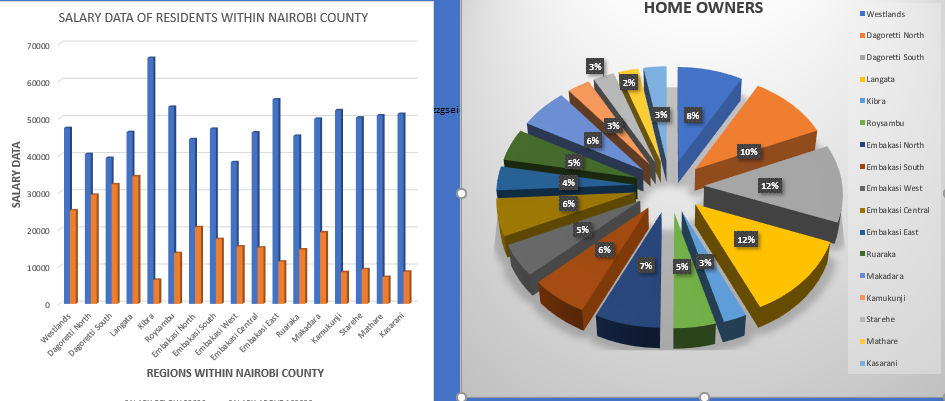 SALARY DATA OF RESIDENTS WITHIN NAIROBI COUNTY
SALARY DATA
70000
60000
50000
40000
30000
20000
10000
0
Westlands
Dagoretti North
Dagoretti South
Langata
Kibra
Roysambu
Embakasi North
Embakasi South
Embakasi West
Embakasi Central
Embakasi East
Ruaraka
Makadara
Kamukunji
Starehe
Mathare
Kasarani
REGIONS WITHIN NAIROBI COUNTY
HOME OWNERS
8%
10%
12%
12%
3%
5%
7%
6%
5%
6%
4%
5%
6%
3%
3%
2%
3%
Westlands
Dagoretti North
Dagoretti South
Langata
Kibra
Roysambu
Embakasi North
Embakasi South
Embakasi West
Embakasi Central
Embakasi East
Ruaraka
Makadara
Kamukunji
Starehe
Mathare
Kasarani